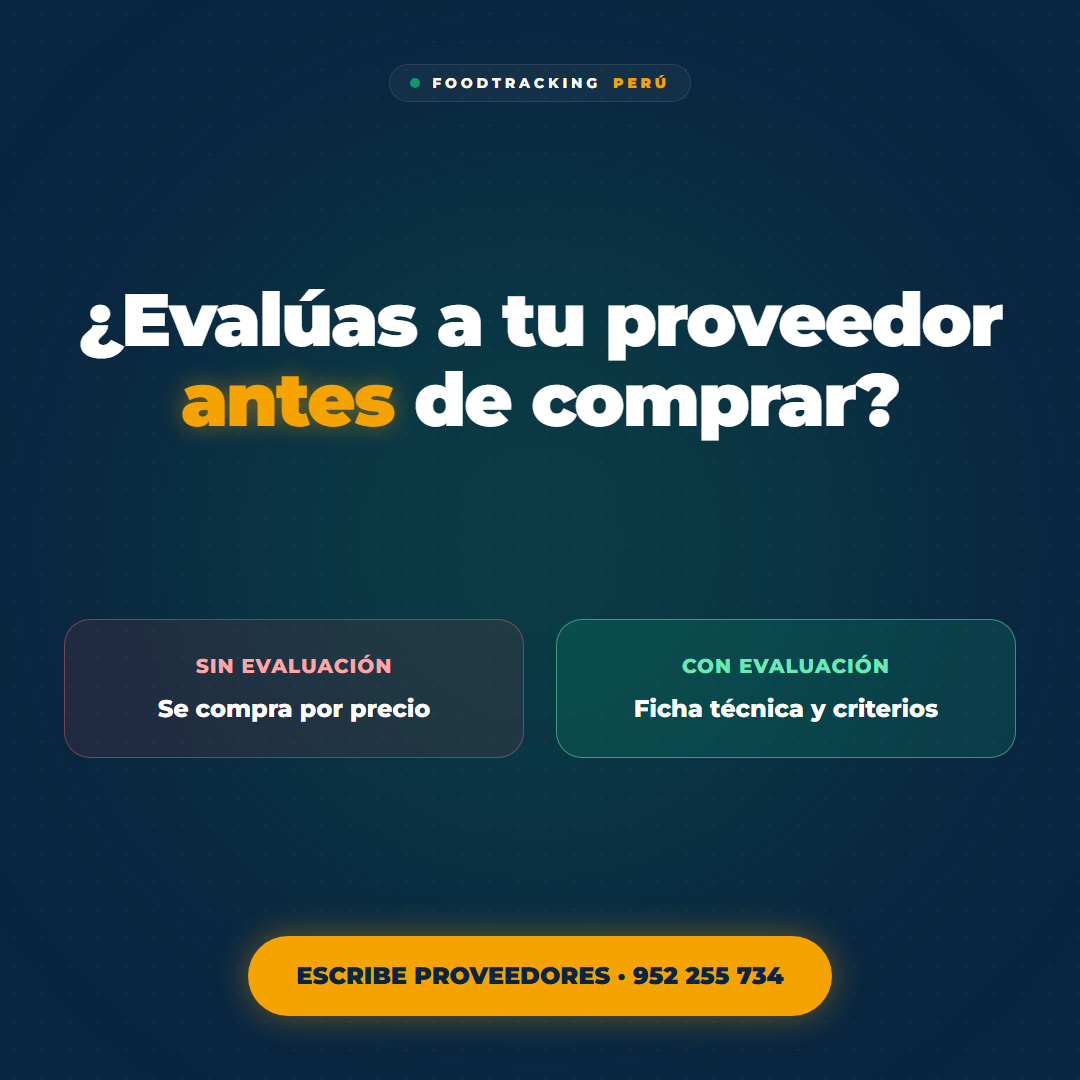 FOODTRACKING PERÚ
¿Evalúas a tu proveedor
antes de comprar?
SIN EVALUACIÓN
Se compra por precio
CON EVALUACIÓN
Ficha técnica y criterios
ESCRIBE PROVEEDORES · 952 255 734